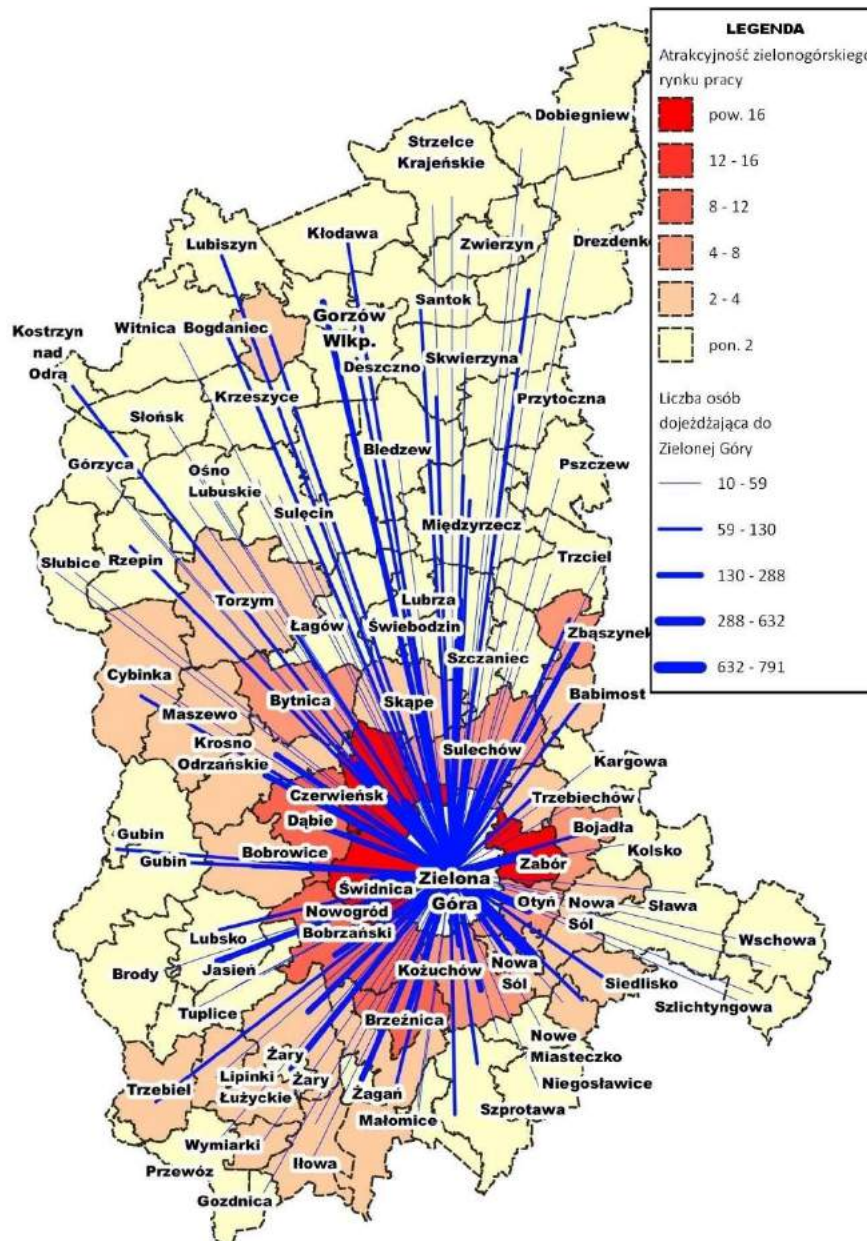 LEGENDA
Atrakcyjność zielonogórskiego
rynku pracy
pow. 16
12 - 16
8 - 12
4 - 8
2 - 4
pon. 2
Liczba osób
dojeżdżająca do
Zielonej Góry
10 - 59
59 - 130
130 - 288
288 - 632
632 - 791
Dobiegniew
Strzelce
Krajeńskie
Kłodawa
Lubiszyn
Zwierzyn
Drezdenko
Santok
Gorzów
Wlkp.
Witnica
Bogdaniec
Kostrzyn
nad
Odrą
Deszczno
Skwierzyna
Krzeszyce
Przytoczna
Słońsk
Bledzew
Górzyca
Ośno
Lubuskie
Pszczew
Sulęcin
Międzyrzecz
Słubice
Rzepin
Trzciel
Torzym
Lubrza
Łagów
Świebodzin
Zbąszynek
Szczaniec
Cybinka
Bytnica
Skąpe
Babimost
Maszewo
Krosno
Odrzańskie
Sulechów
Kargowa
Czerwieńsk
Trzebiechów
Dąbie
Bojadła
Gubin
Kolsko
Gubin
Bobrowice
Zabór
Zielona
Góra
Świdnica
Otyń
Nowa
Sól
Sława
Nowogród
Bobrzański
Lubsko
Wschowa
Brody
Jasień
Kożuchów
Nowa
Sól
Siedlisko
Szlichtyngowa
Tuplice
Brzeźnica
Nowe
Miasteczko
Żary
Niegosławice
Trzebiel
Lipinki
Łużyckie
Żary
Żagań
Małomice
Szprotawa
Wymiarki
Przewóz
Iłowa
Gozdnica